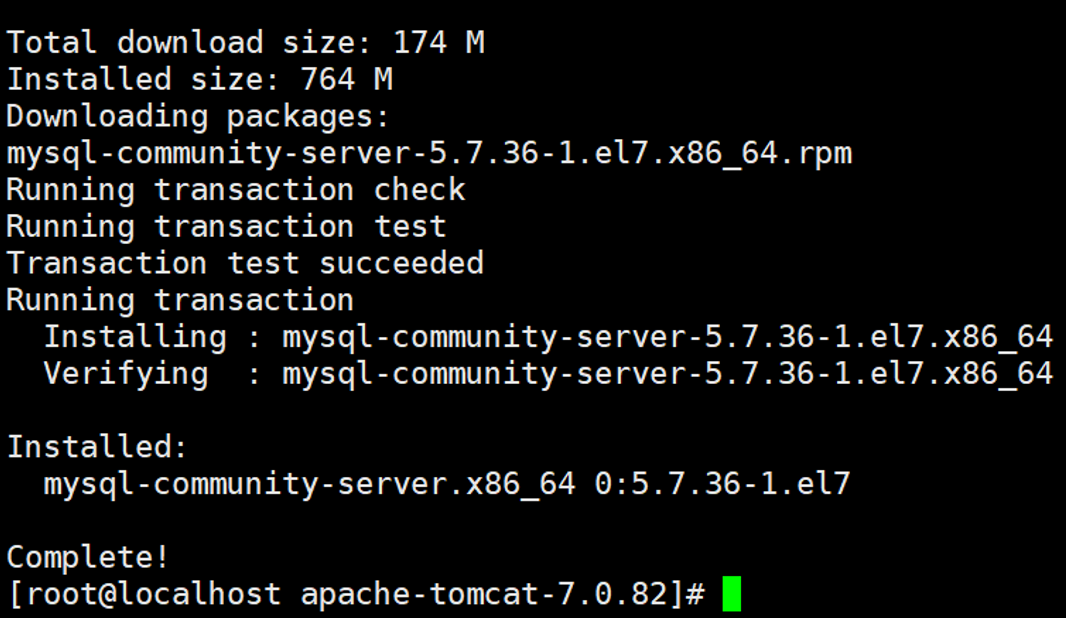 Total download size: 174 M
Installed size: 764 M
Downloading packages:
mysql-community-server-5.7.36-1.el7.x86_64.rpm
Running transaction check
Running transaction test
Transaction test succeeded
Running transaction
  Installing : mysql-community-server-5.7.36-1.el7.x86_64
  Verifying  : mysql-community-server-5.7.36-1.el7.x86_64
Installed:
  mysql-community-server.x86_64 0:5.7.36-1.el7
Complete!
[root@localhost apache-tomcat-7.0.82]#